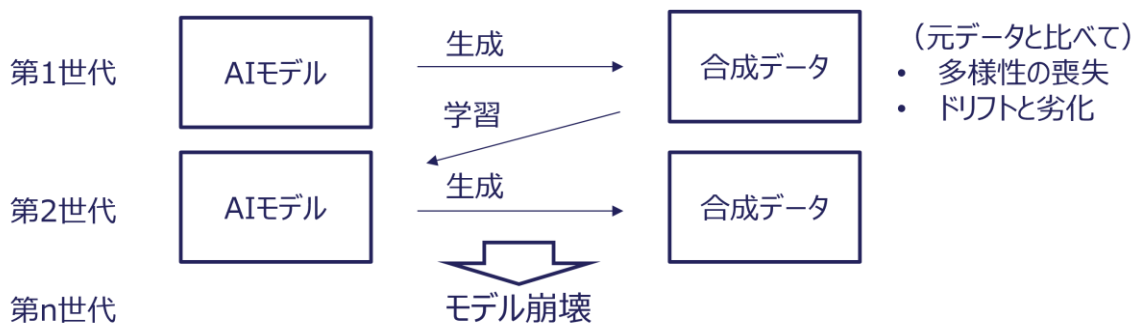 第1世代
AIモデル
生成
合成データ
（元データと比べて）
• 多様性の喪失
• ドリフトと劣化
学習
第2世代
AIモデル
生成
合成データ
第n世代
モデル崩壊